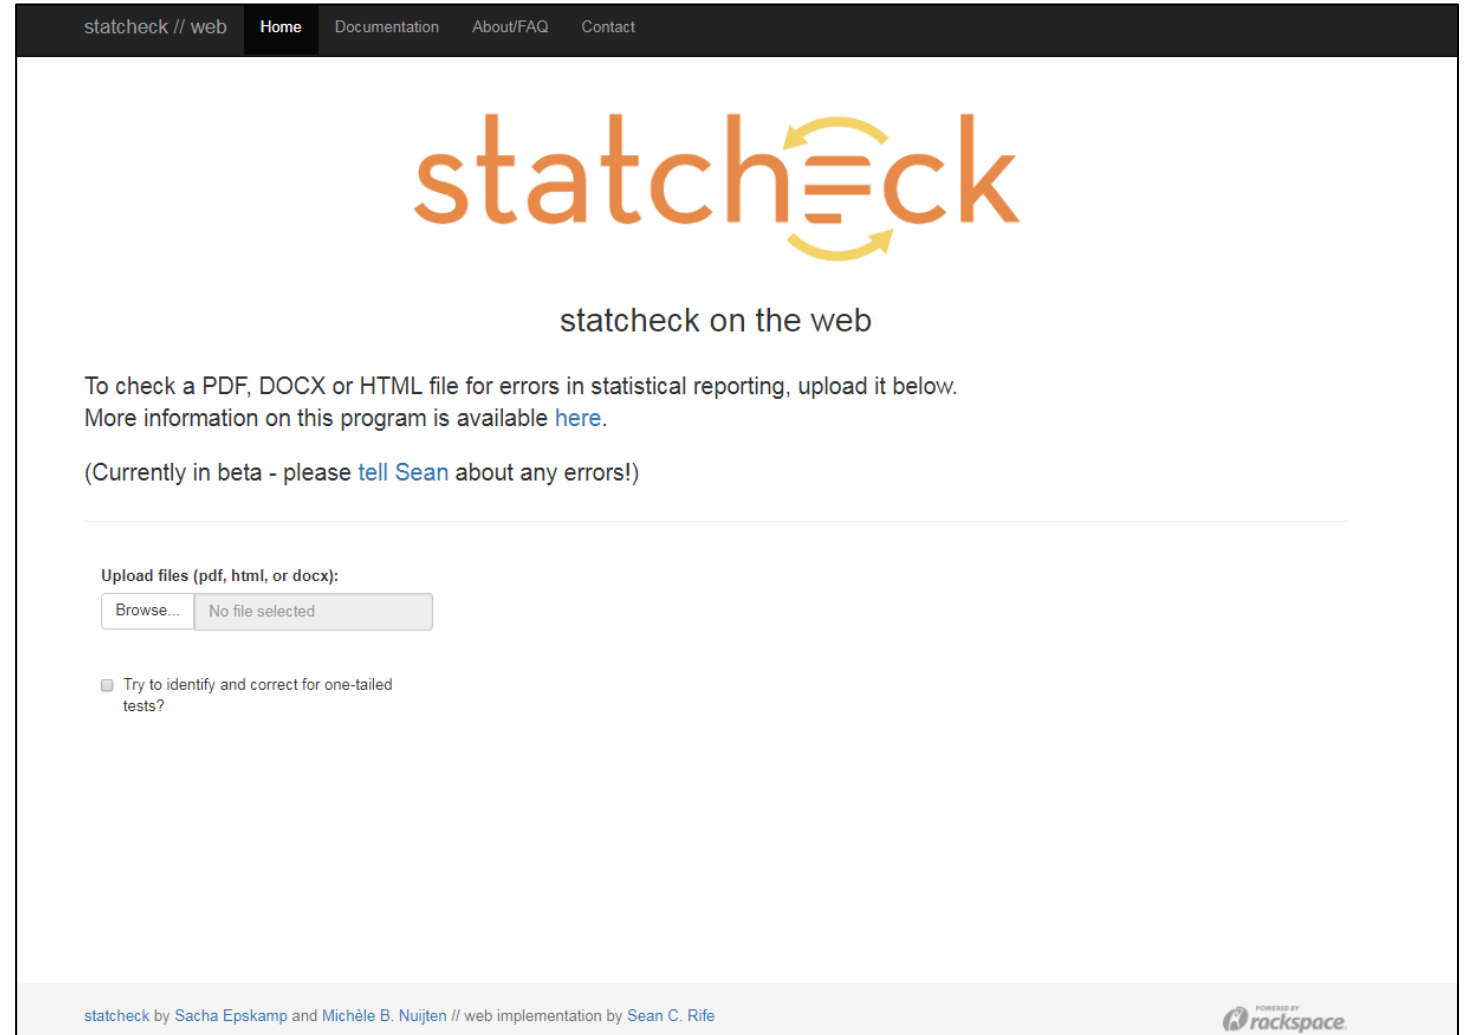 statcheck // web Home Documentation About/FAQ Contact
statcheck
statcheck on the web
To check a PDF, DOCX or HTML file for errors in statistical reporting, upload it below.
More information on this program is available here.
(Currently in beta - please tell Sean about any errors!)
Upload files (pdf, html, or docx):
Browse... No file selected
Try to identify and correct for one-tailed
tests?
POWERED BY
statcheck by Sacha Epskamp and Michèle B. Nuijten // web implementation by Sean C. Rife rackspace.